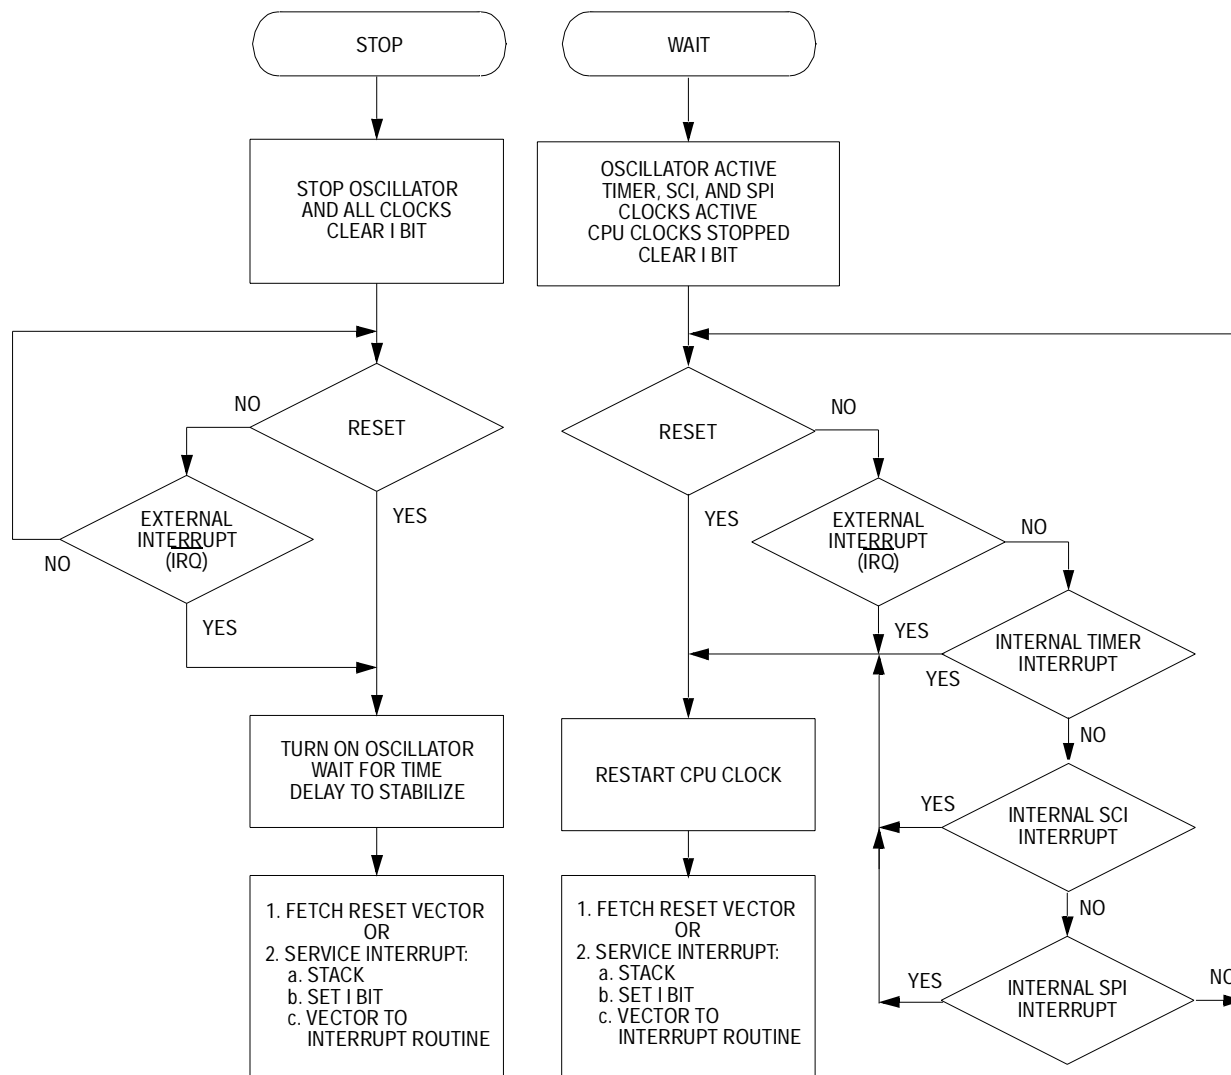 STOP
WAIT
STOP OSCILLATOR
AND ALL CLOCKS
CLEAR I BIT
OSCILLATOR ACTIVE
TIMER, SCI, AND SPI
CLOCKS ACTIVE
CPU CLOCKS STOPPED
CLEAR I BIT
NO
RESET
YES
EXTERNAL
INTERRUPT
(IRQ)
NO
YES
RESET
NO
YES
EXTERNAL
INTERRUPT
(IRQ)
NO
YES
INTERNAL TIMER
INTERRUPT
YES
NO
TURN ON OSCILLATOR
WAIT FOR TIME
DELAY TO STABILIZE
RESTART CPU CLOCK
YES
INTERNAL SCI
INTERRUPT
NO
1. FETCH RESET VECTOR
OR
2. SERVICE INTERRUPT:
a. STACK
b. SET I BIT
c. VECTOR TO
INTERRUPT ROUTINE
1. FETCH RESET VECTOR
OR
2. SERVICE INTERRUPT:
a. STACK
b. SET I BIT
c. VECTOR TO
INTERRUPT ROUTINE
YES
INTERNAL SPI
INTERRUPT
NO